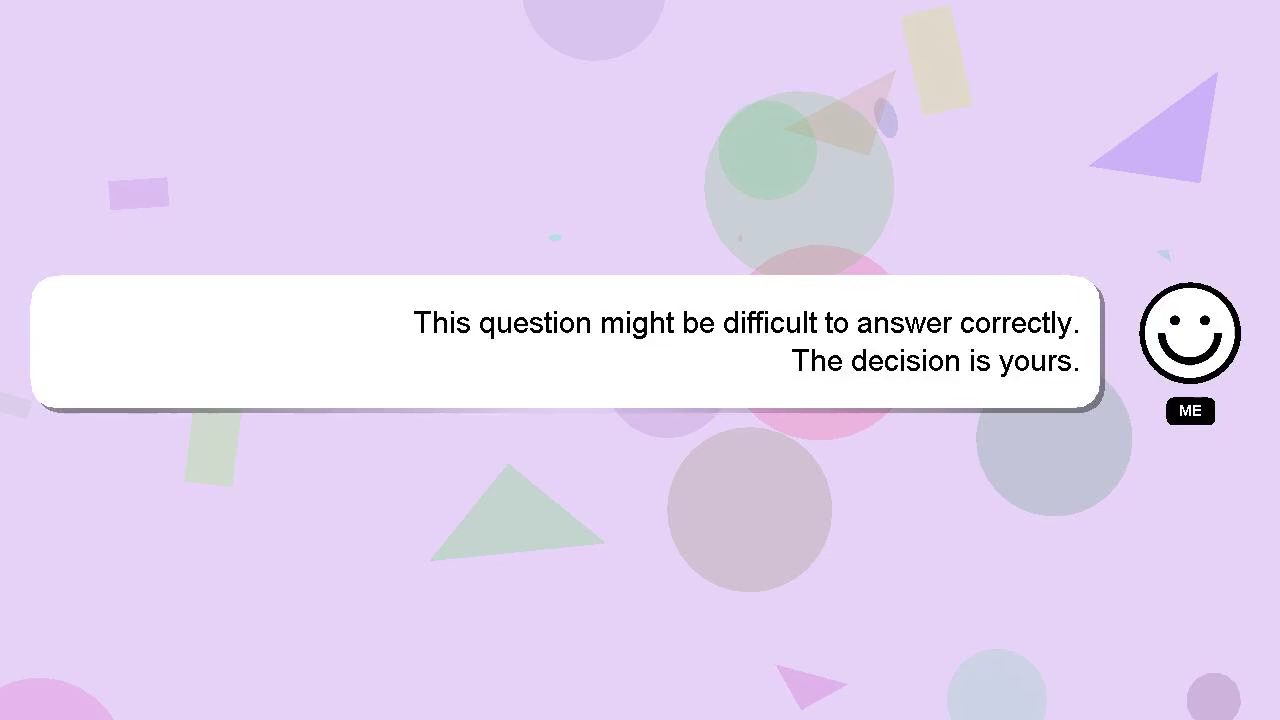 This question might be difficult to answer correctly.
The decision is yours.
ME